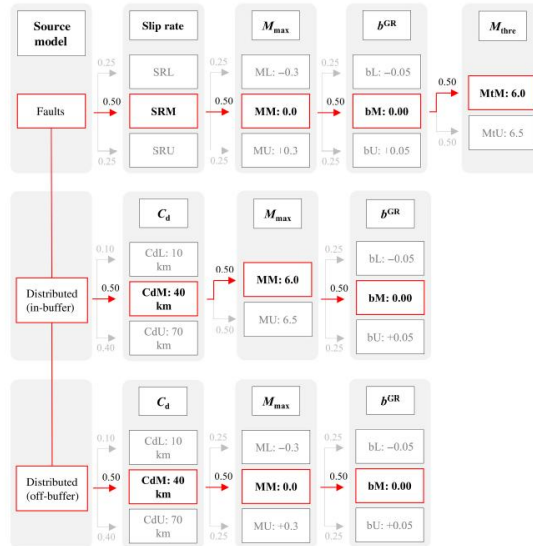 Source model
Slip rate
Mmax
bGR
Mthre
0.25
SRL
0.25
ML: −0.3
0.25
bL: −0.05
0.50
MtM: 6.0
Faults
0.50
SRM
0.50
MM: 0.0
0.50
bM: 0.00
0.25
SRU
0.25
MU: +0.3
0.25
bU: +0.05
0.50
MtU: 6.5
Cd
Mmax
bGR
0.10
CdL: 10
km
0.50
MM: 6.0
0.25
bL: −0.05
Distributed
(in-buffer)
0.50
CdM: 40
km
0.50
bM: 0.00
0.40
CdU: 70
km
0.50
MU: 6.5
0.25
bU: +0.05
Cd
Mmax
bGR
0.10
CdL: 10
km
0.25
ML: −0.3
0.25
bL: −0.05
Distributed
(off-buffer)
0.50
CdM: 40
km
0.50
MM: 0.0
0.50
bM: 0.00
0.40
CdU: 70
km
0.25
MU: +0.3
0.25
bU: +0.05